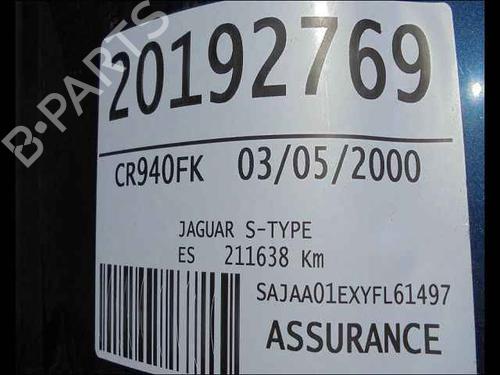 20192769
CR940FK 03/05/2000
JAGUAR S-TYPE
ES 211638 Km
SAJAA01EXYFL61497
ASSURANCE
B-PARTS